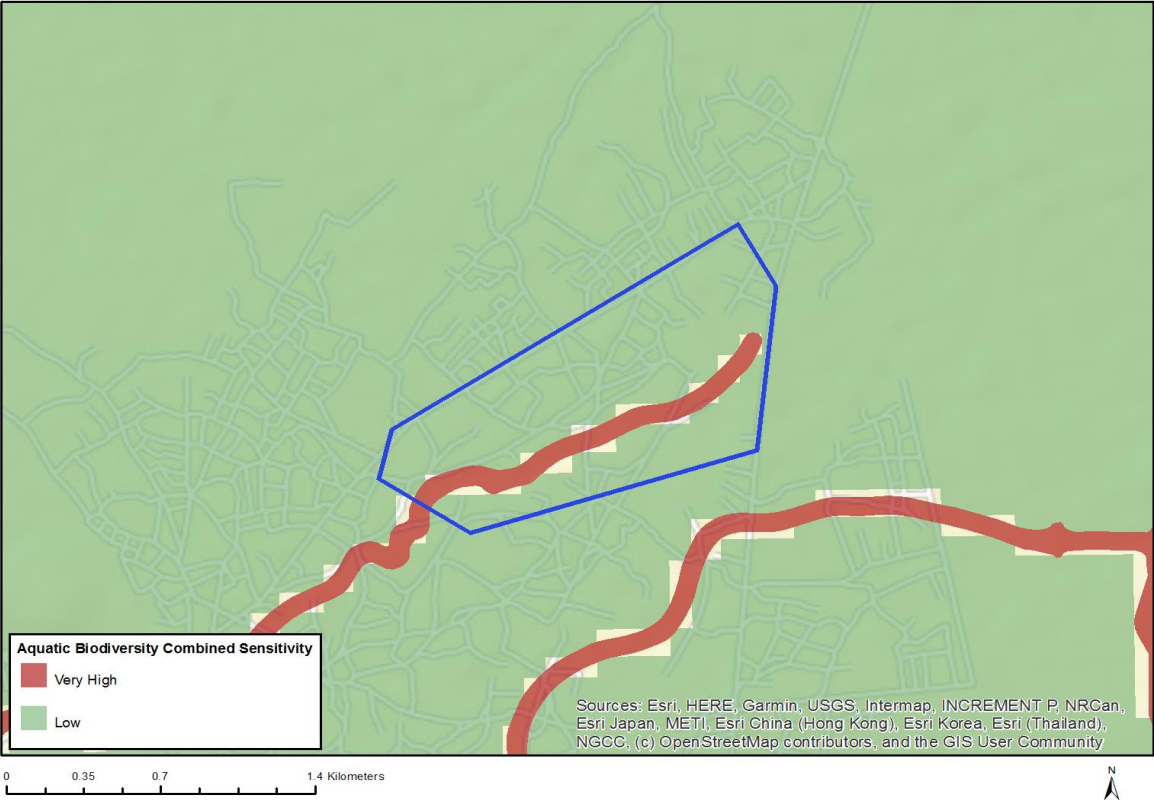 Aquatic Biodiversity Combined Sensitivity
Very High
Low
Sources: Esri, HERE, Garmin, USGS, Intermap, INCREMENT P, NRCan,
Esri Japan, METI, Esri China (Hong Kong), Esri Korea, Esri (Thailand),
NGCC, (c) OpenStreetMap contributors, and the GIS User Community
0 0.35 0.7 1.4 Kilometers
N